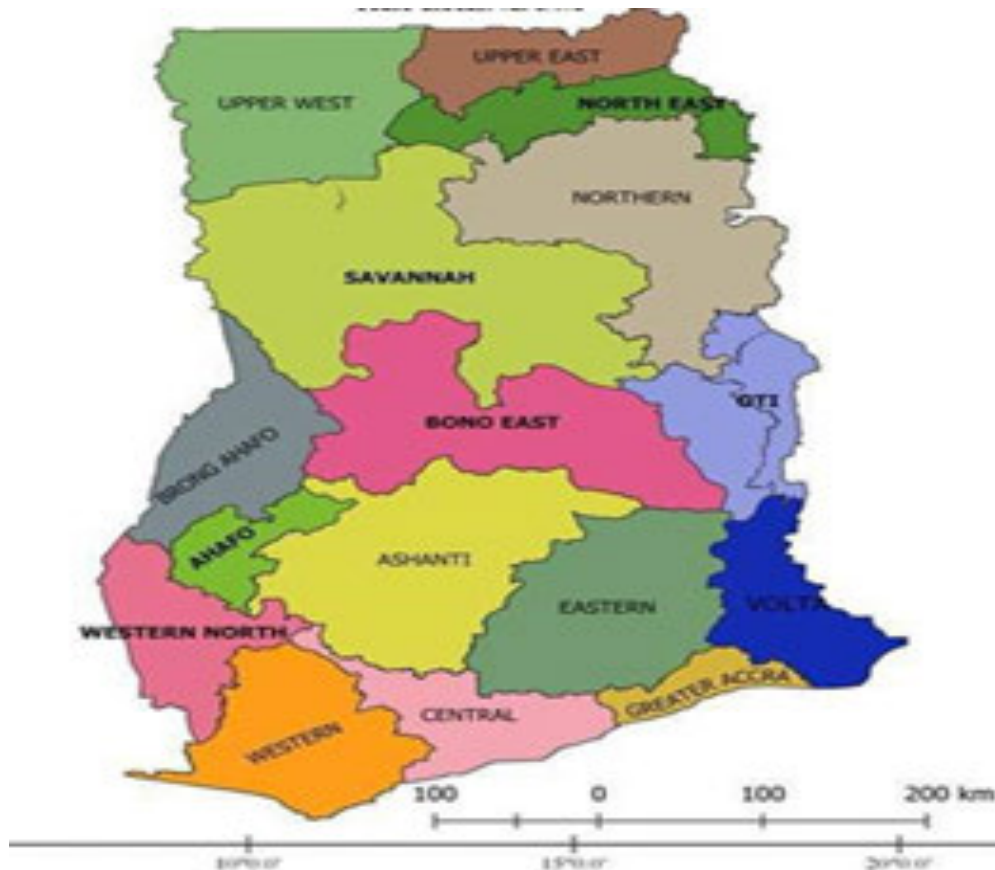 UPPER EAST
UPPER WEST
NORTH EAST
NORTHERN
SAVANNAH
OTI
BONO EAST
BRONG AHAFO
AHAFO
ASHANTI
EASTERN
VOLTA
WESTERN NORTH
GREATER ACCRA
CENTRAL
WESTERN
100 0 100 200 km